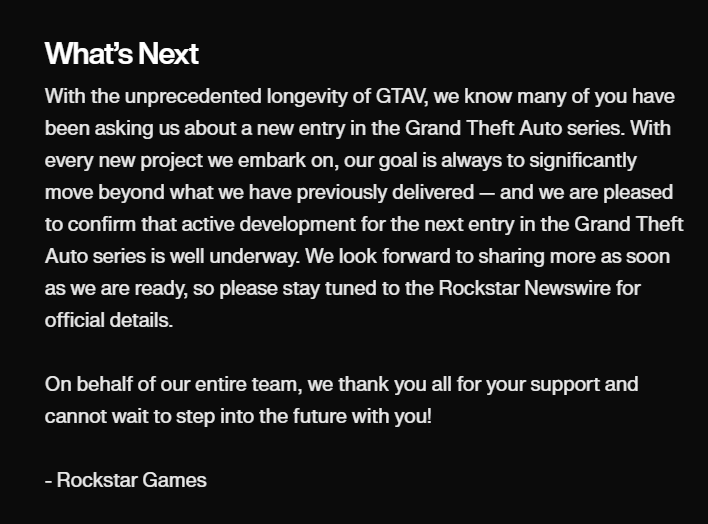 What's Next
With the unprecedented longevity of GTAV, we know many of you have
been asking us about a new entry in the Grand Theft Auto series. With
every new project we embark on, our goal is always to significantly
move beyond what we have previously delivered — and we are pleased
to confirm that active development for the next entry in the Grand Theft
Auto series is well underway. We look forward to sharing more as soon
as we are ready, so please stay tuned to the Rockstar Newswire for
official details.
On behalf of our entire team, we thank you all for your support and
cannot wait to step into the future with you!
- Rockstar Games